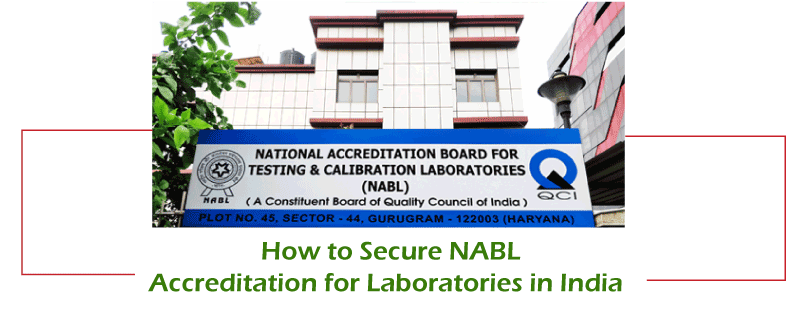 NATIONAL ACCREDITATION BOARD FOR
TESTING & CALIBRATION LABORATORIES
(NABL)
( A Constituent Board of Quality Council of India )
NABL
QCI
PLOT NO. 45, SECTOR - 44, GURUGRAM - 122003 (HARYANA)
How to Secure NABL
Accreditation for Laboratories in India